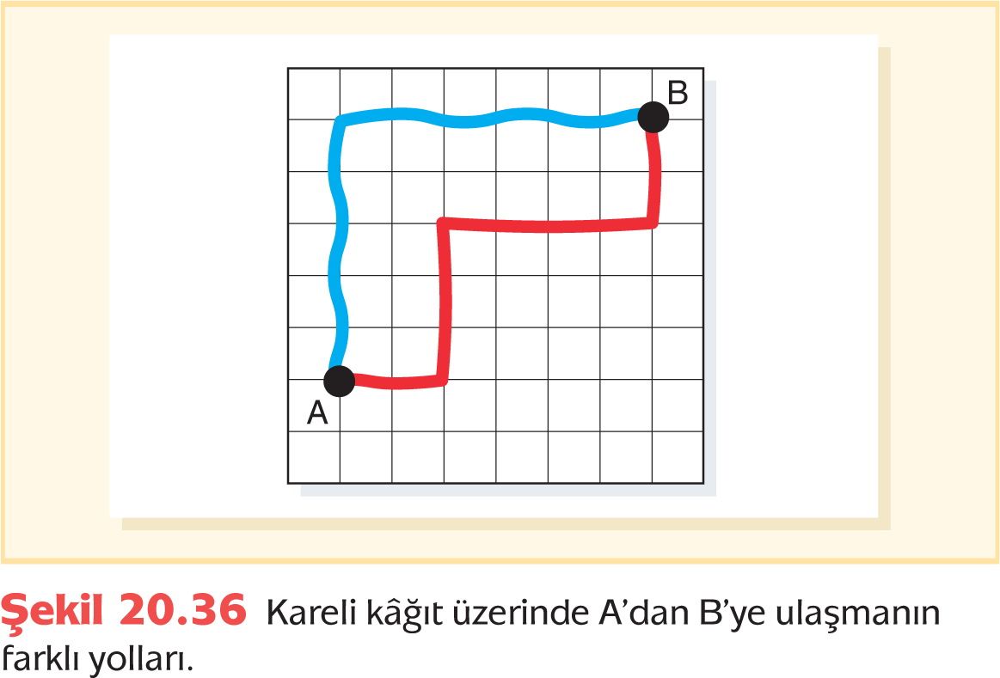 B
A
Şekil 20.36 Kareli kâğıt üzerinde A’dan B’ye ulaşmanın
farklı yolları.